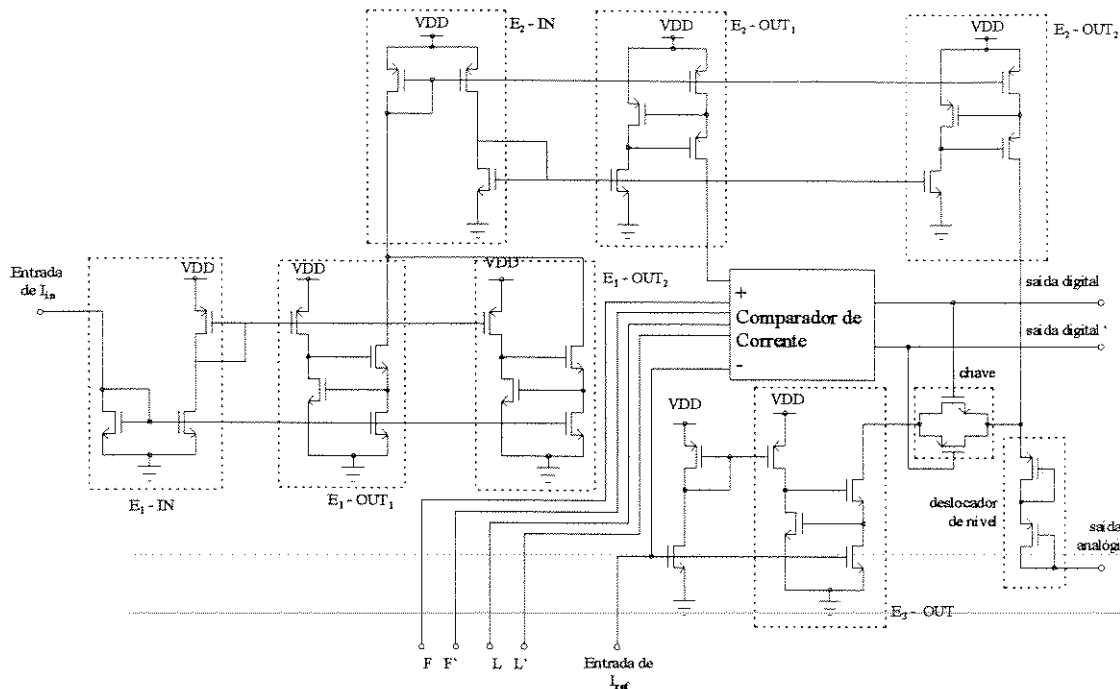 E2 - IN
VDD
E2 - OUT1
VDD
E2 - OUT2
VDD
Entrada
de Iin
VDD
VDD
VDD
E1 - OUT2
E1 - IN
E1 - OUT1
+
Comparador de
Corrente
-
saída digital
saída digital `
chave
VDD
VDD
deslocador
de nível
saída
analógi
E3 - OUT
F
F`
L
L`
Entrada de
Iref